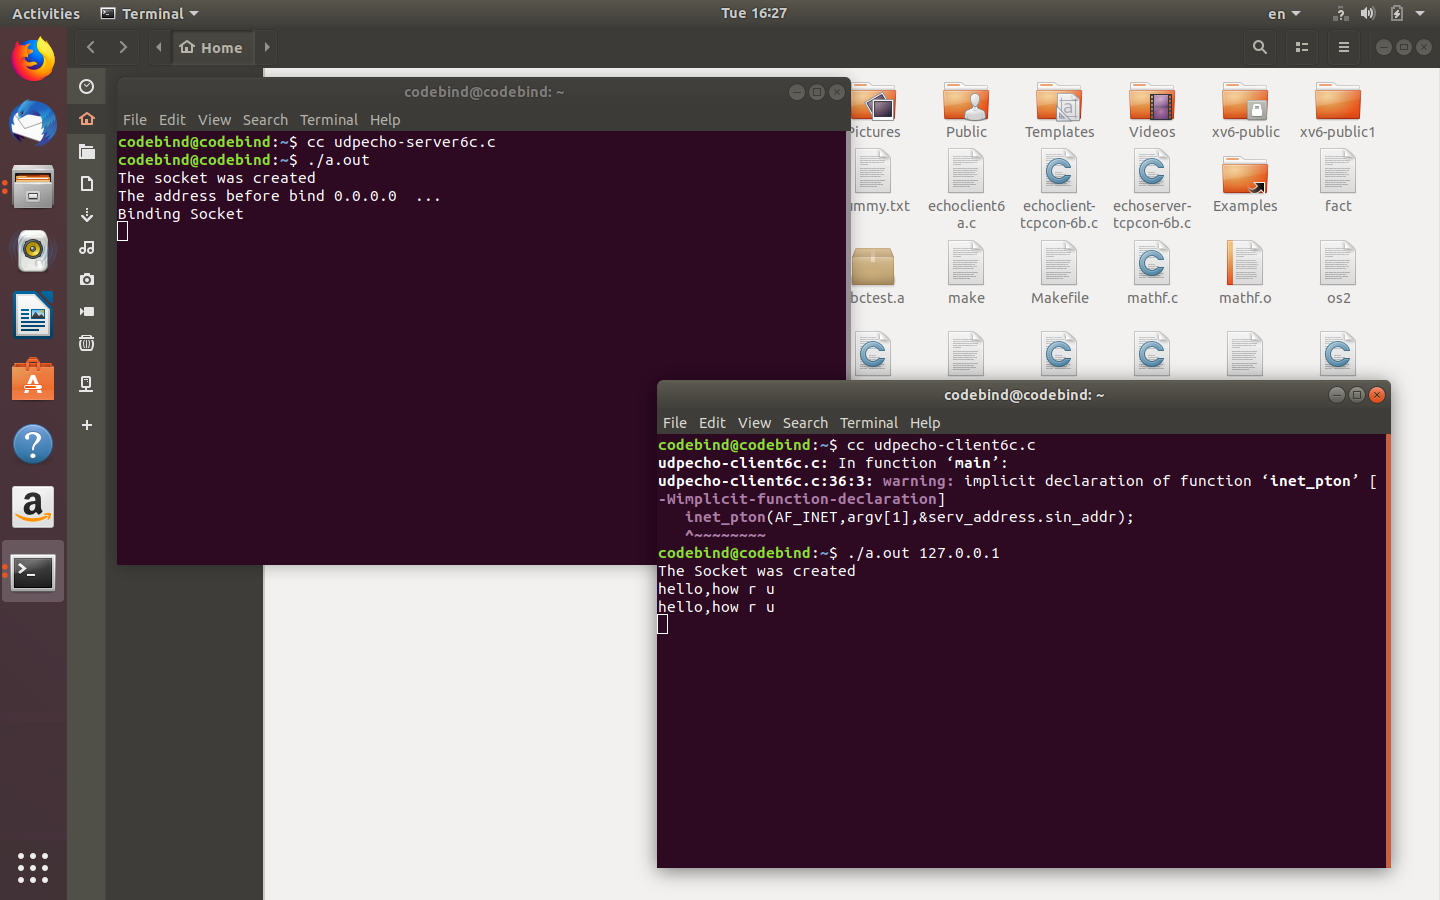 Activities
Terminal
Tue 16:27
en
Home
codebind@codebind: ~
File Edit View Search Terminal Help
codebind@codebind:~$ cc udpecho-server6c.c
codebind@codebind:~$ ./a.out
The socket was created
The address before bind 0.0.0.0  ...
Binding Socket
Pictures
Public
Templates
Videos
xv6-public
xv6-public1
mmy.txt
echoclient6
a.c
echoclient-
tcpcon-6b.c
echoserver-
tcpcon-6b.c
Examples
fact
bctest.a
make
Makefile
mathf.c
mathf.o
os2
codebind@codebind: ~
File Edit View Search Terminal Help
codebind@codebind:~$ cc udpecho-client6c.c
udpecho-client6c.c: In function ‘main’:
udpecho-client6c.c:36:3: warning: implicit declaration of function ‘inet_pton’ [
-Wimplicit-function-declaration]
   inet_pton(AF_INET,argv[1],&serv_address.sin_addr);
   ^~~~~~~~~
codebind@codebind:~$ ./a.out 127.0.0.1
The Socket was created
hello,how r u
hello,how r u